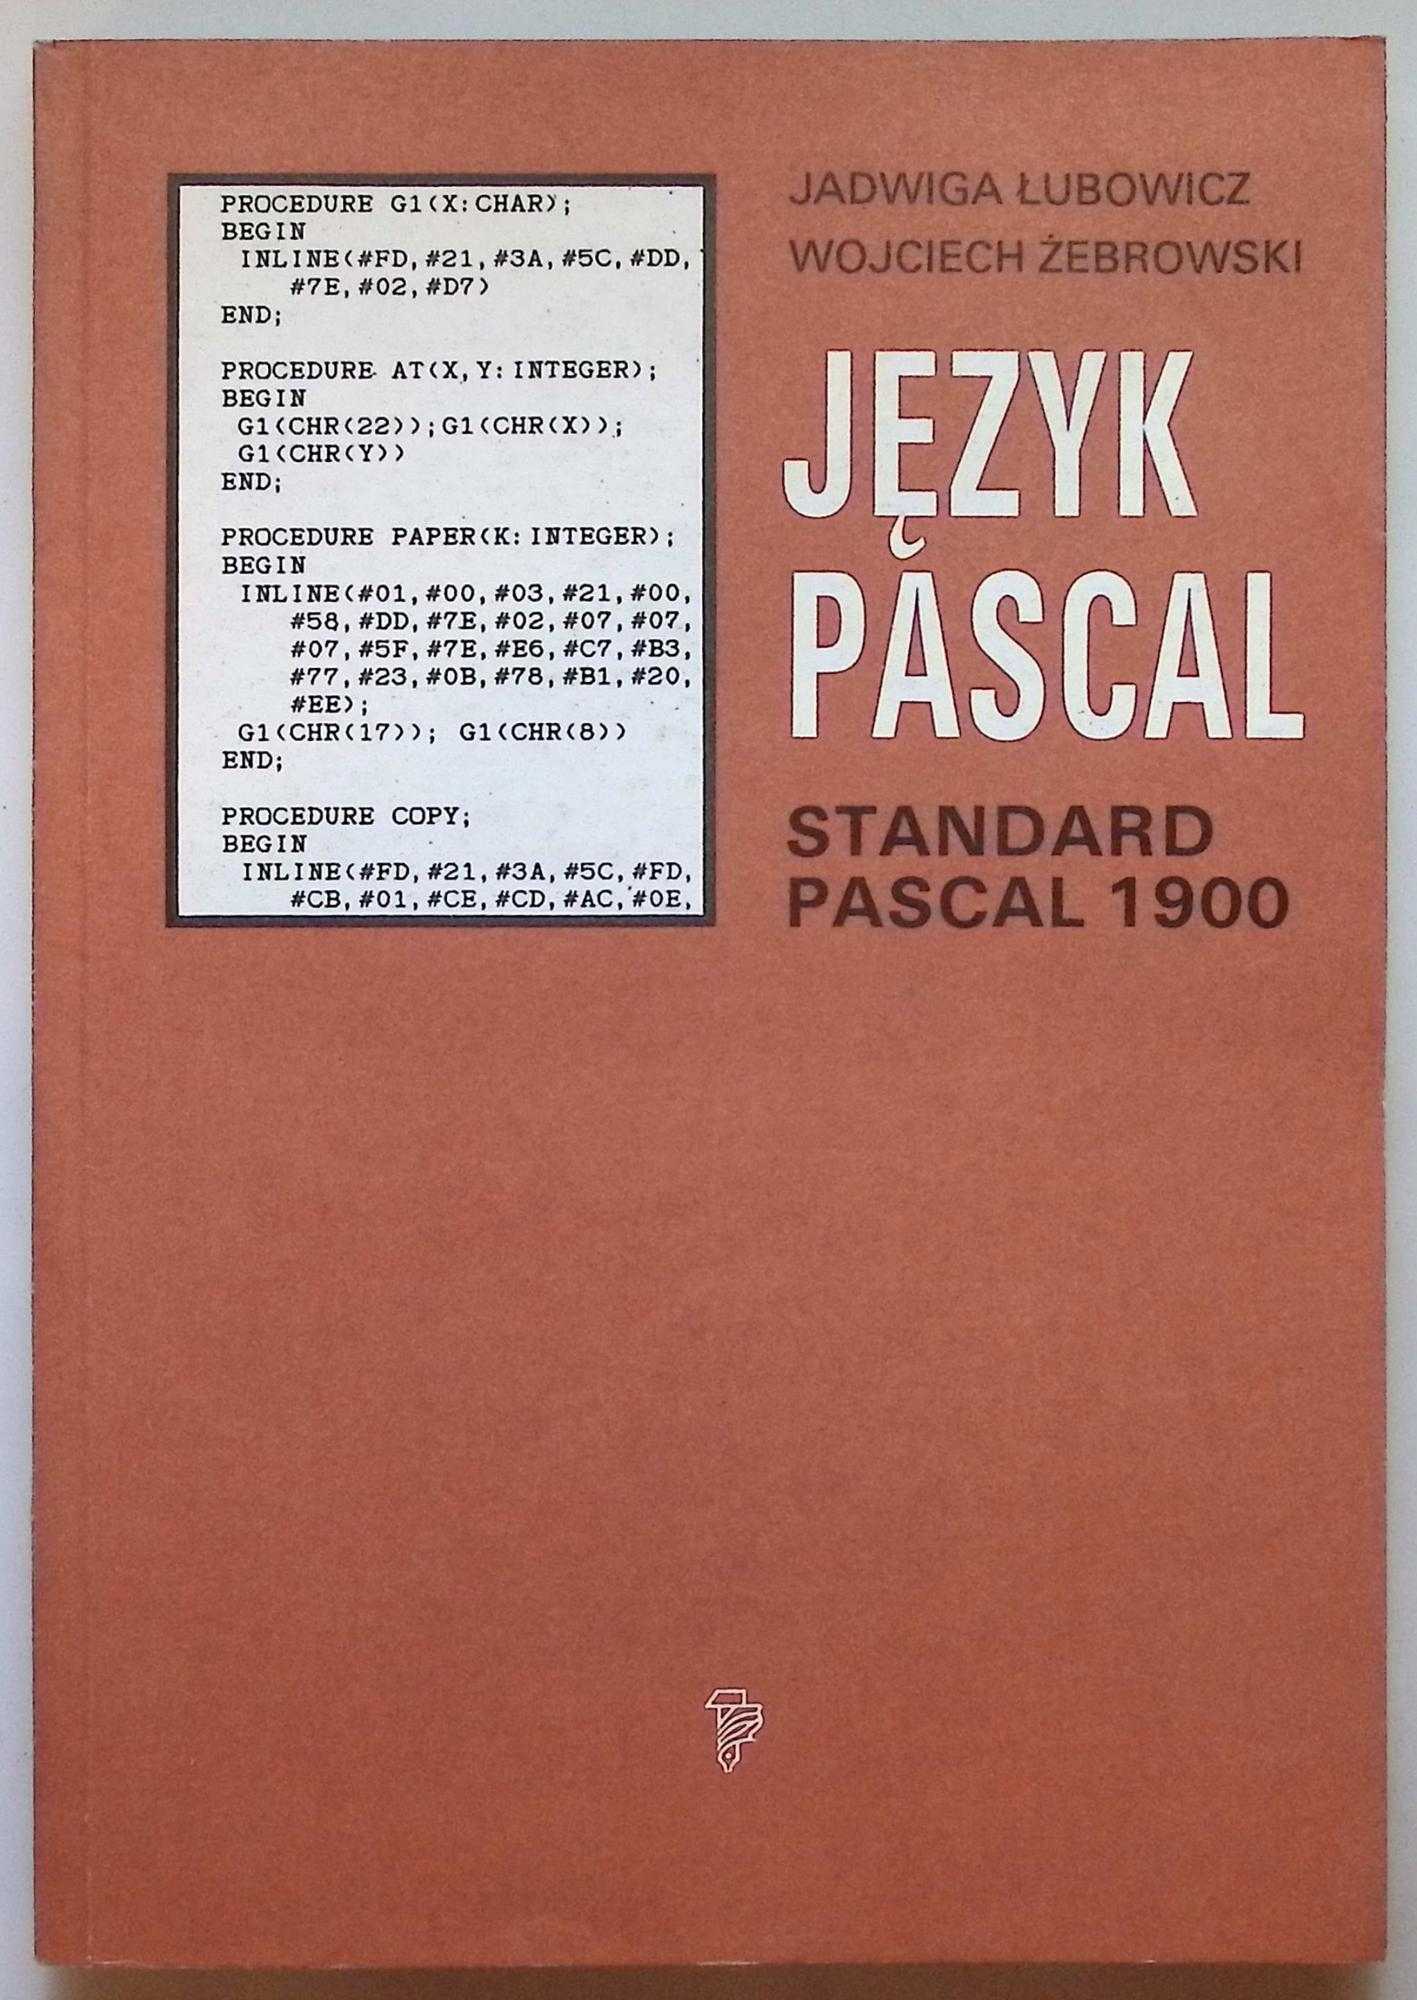 PROCEDURE G1(X:CHAR);
BEGIN
INLINE(#FD,#21,#3A,#5C,#DD,
#7E,#02,#D7)
END;
PROCEDURE AT(X,Y:INTEGER);
BEGIN
G1(CHR(22));G1(CHR(X));
G1(CHR(Y))
END;
PROCEDURE PAPER(K:INTEGER);
BEGIN
INLINE(#01,#00,#03,#21,#00,
#58,#DD,#7E,#02,#07,#07,
#07,#5F,#7E,#E6,#C7,#B3,
#77,#23,#0B,#78,#B1,#20,
#EE);
G1(CHR(17)); G1(CHR(8))
END;
PROCEDURE COPY;
BEGIN
INLINE(#FD,#21,#3A,#5C,#FD,
#CB,#01,#CE,#CD,#AC,#0E,
JADWIGA ŁUBOWICZ
WOJCIECH ŻEBROWSKI
JĘZYK
PASCAL
STANDARD
PASCAL 1900